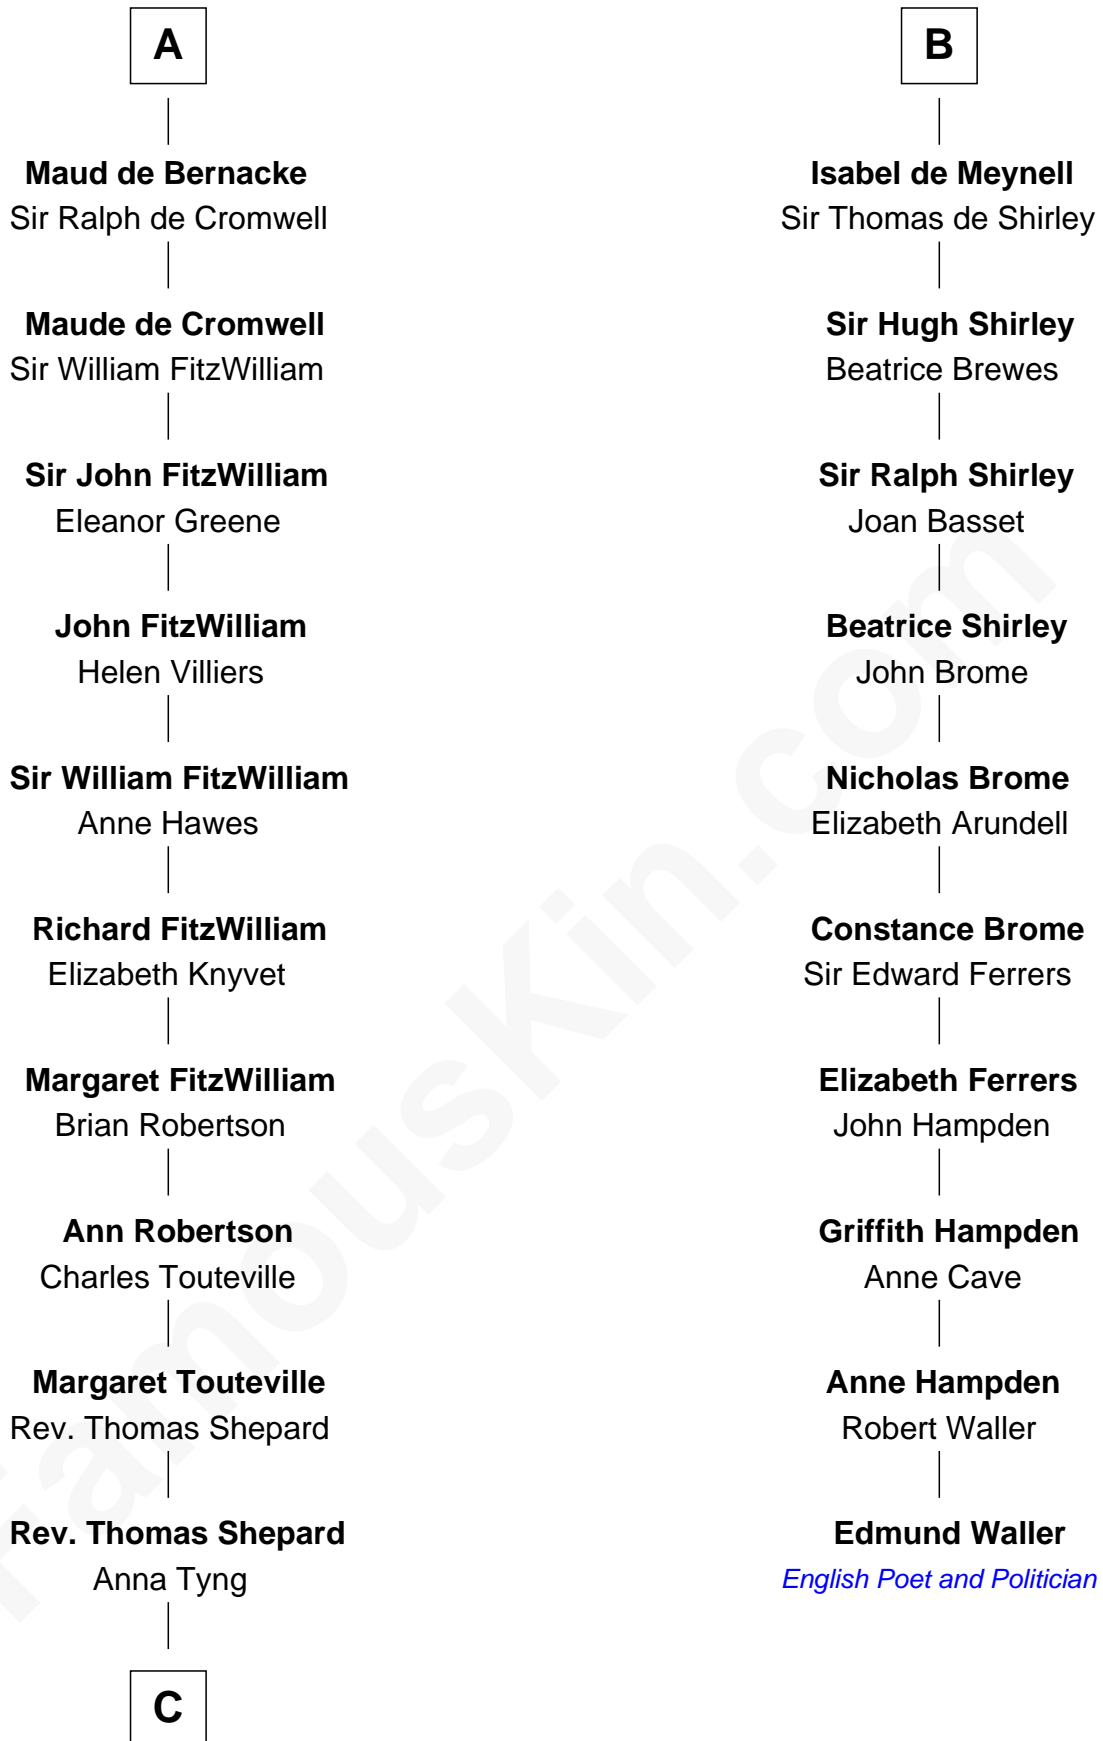 A
Maud de Bernacke
Sir Ralph de Cromwell
Maude de Cromwell
Sir William FitzWilliam
Sir John FitzWilliam
Eleanor Greene
John FitzWilliam
Helen Villiers
Sir William FitzWilliam
Anne Hawes
Richard FitzWilliam
Elizabeth Knyvet
Margaret FitzWilliam
Brian Robertson
Ann Robertson
Charles Touteville
Margaret Touteville
Rev. Thomas Shepard
Rev. Thomas Shepard
Anna Tyng
C
B
Isabel de Meynell
Sir Thomas de Shirley
Sir Hugh Shirley
Beatrice Brewes
Sir Ralph Shirley
Joan Basset
Beatrice Shirley
John Brome
Nicholas Brome
Elizabeth Arundell
Constance Brome
Sir Edward Ferrers
Elizabeth Ferrers
John Hampden
Griffith Hampden
Anne Cave
Anne Hampden
Robert Waller
Edmund Waller
English Poet and Politician
FamousKin.com